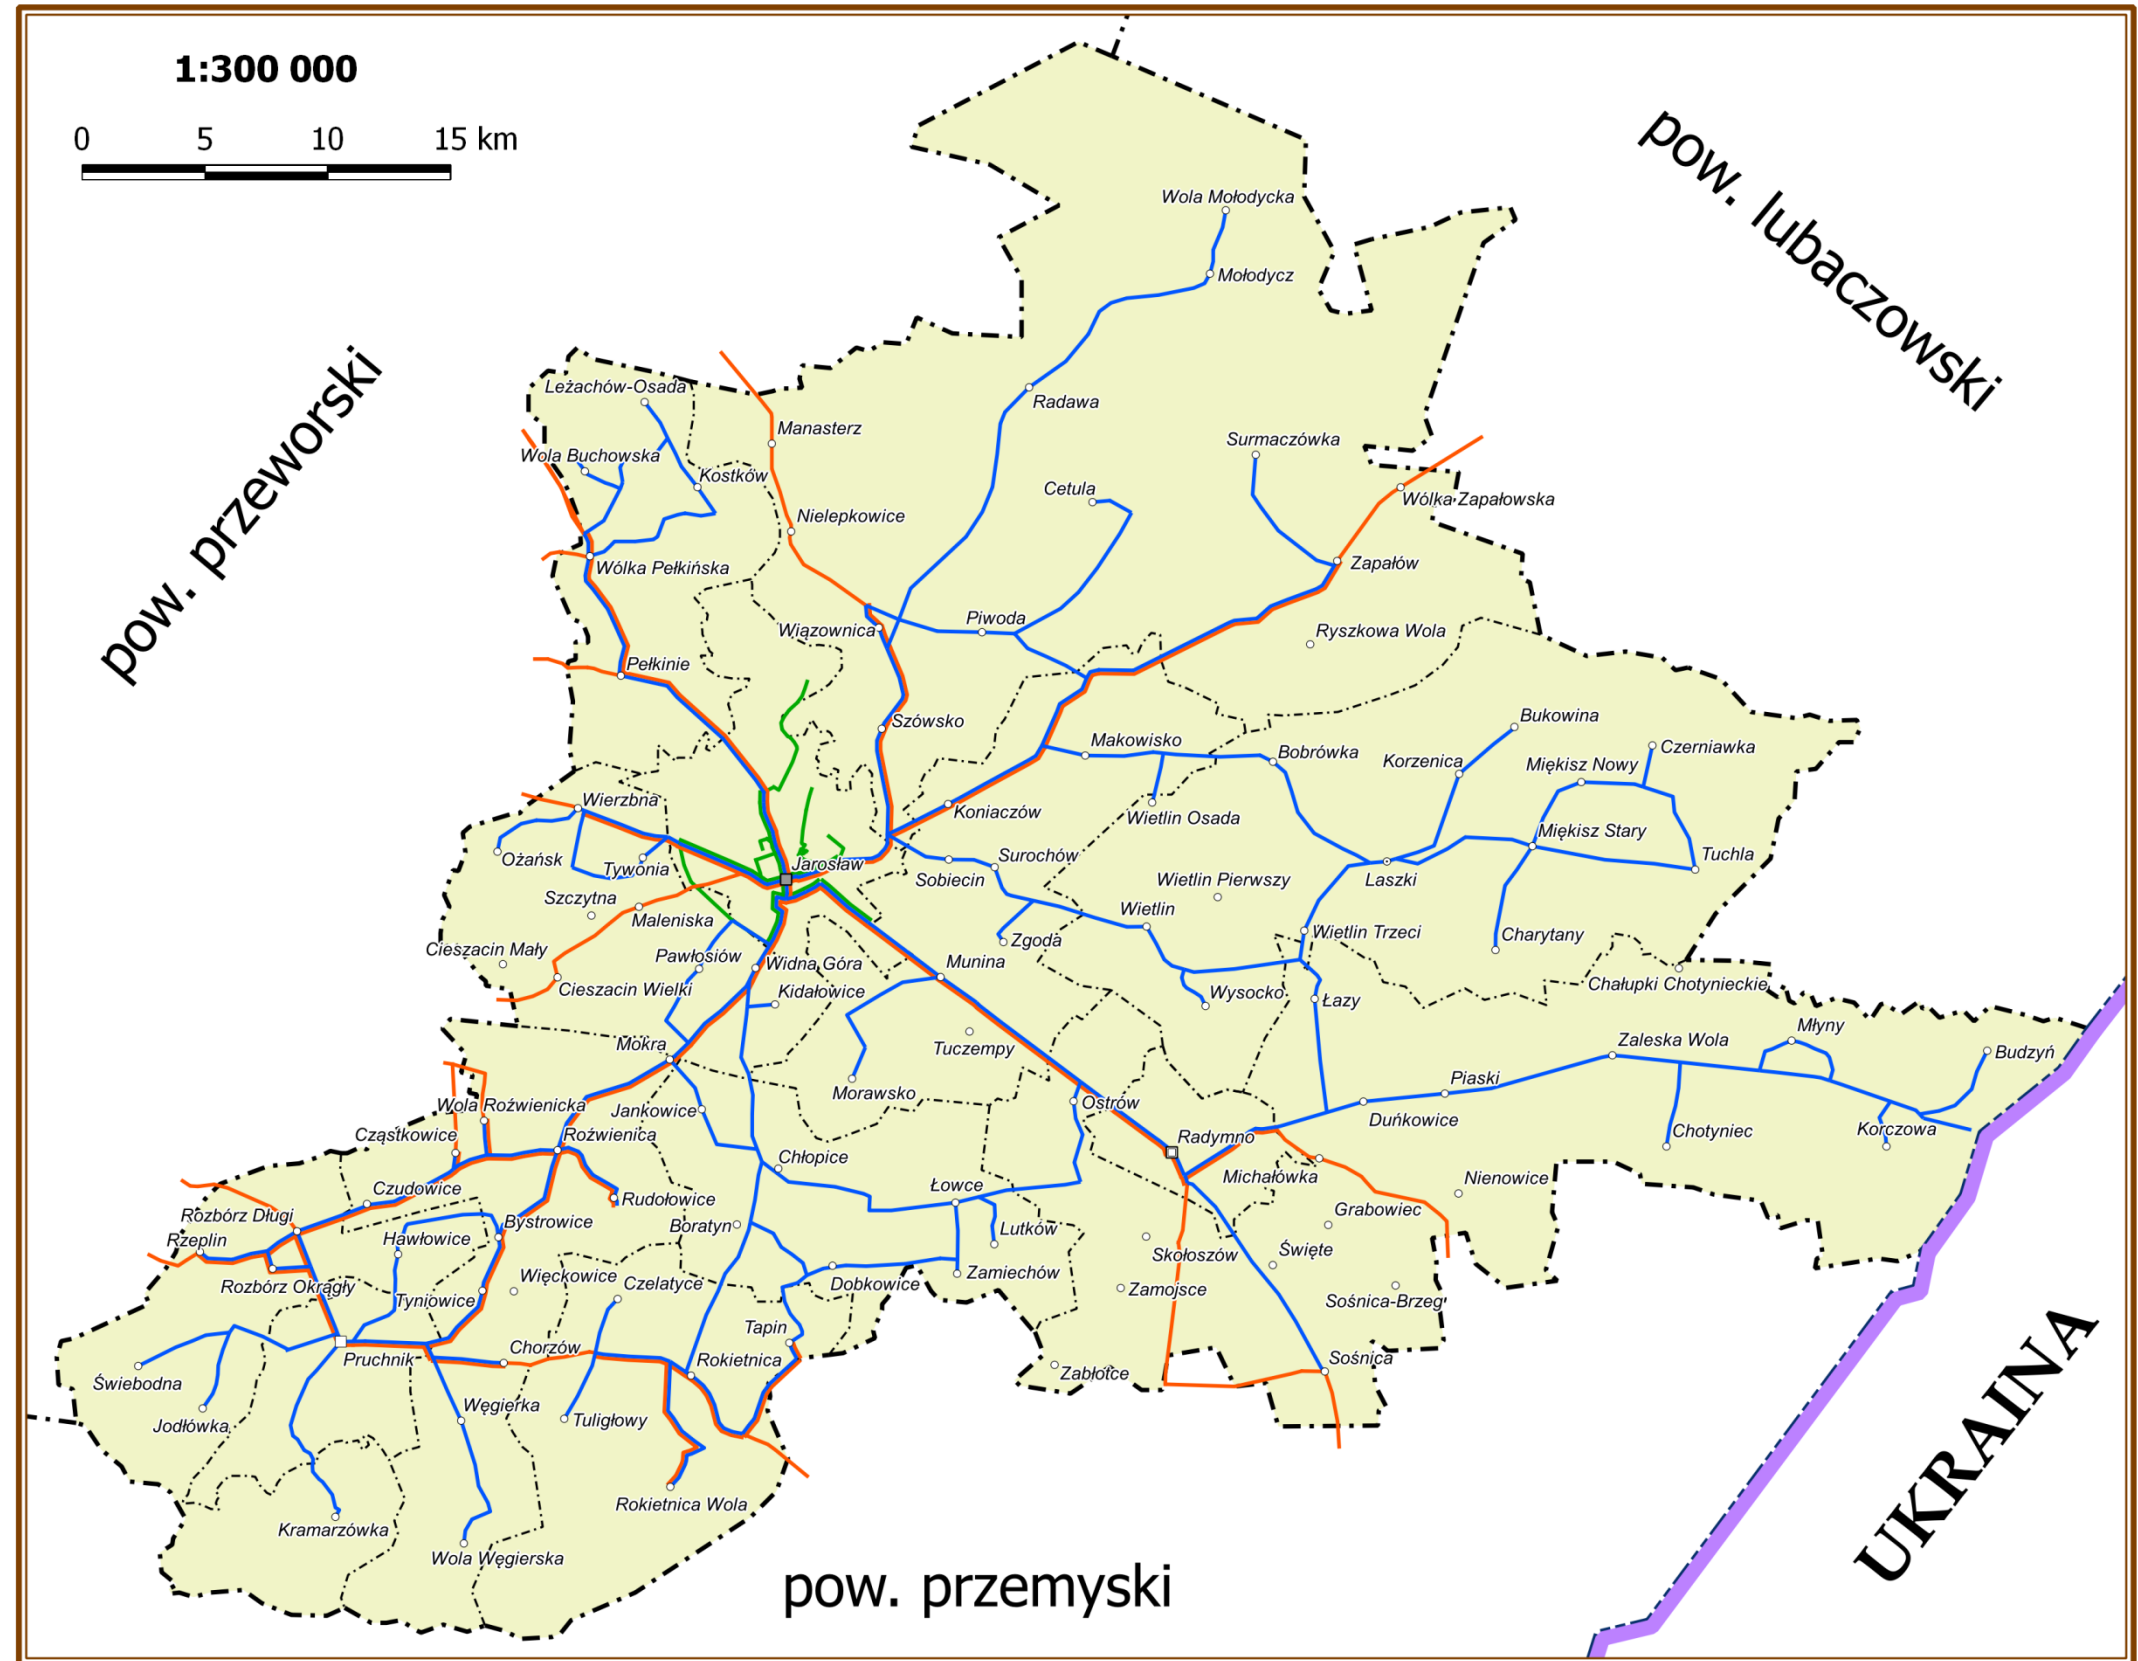 1:300 000
0 5 10 15 km
pow. lubaczowski
pow. przeworski
Wola Mołodycka
Mołodycz
Leżachów-Osada
Radawa
Manasterz
Surmaczówka
Wola Buchowska
Kostków
Cetula
Wólka Zapałowska
Nielepkowice
Wólka Pełkińska
Zapałów
Piwoda
Wiązownica
Ryszkowa Wola
Pełkinie
Szówsko
Bukowina
Makowisko
Bobrówka
Czerniawka
Korzenica
Miękisz Nowy
Wierzbna
Koniaczów
Wietlin Osada
Miękisz Stary
Ożańsk
Tywonia
Jarosław
Surochów
Tuchla
Sobiecin
Wietlin Pierwszy
Laszki
Szczytna
Maleniska
Wietlin
Wietlin Trzeci
Charytany
Zgoda
Cieszacin Mały
Pawłosiów
Widna Góra
Munina
Cieszacin Wielki
Kidałowice
Wysocko
Łazy
Chałupki Chotynieckie
Mokra
Tuczempy
Zaleska Wola
Młyny
Budzyń
Piaski
Morawsko
Wola Roźwienicka
Jankowice
Ostrów
Duńkowice
Cząstkowice
Roźwienica
Radymno
Chotyniec
Korczowa
Chłopice
Michałówka
Nienowice
Czudowice
Rudołowice
Łowce
Grabowiec
Rozbórz Długi
Bystrowice
Boratyn
Lutków
Rzeplin
Hawłowice
Skołoszów
Święte
Więckowice
Czelatyce
Zamiechów
Rozbórz Okrągły
Tyniowice
Dobkowice
Zamojsce
Sośnica-Brzeg
Tapin
Pruchnik
Chorzów
Rokietnica
Zabłotce
Sośnica
Świebodna
Węgierka
Jodłówka
Tuligłowy
Rokietnica Wola
Kramarzówka
Wola Węgierska
pow. przemyski
UKRAINA